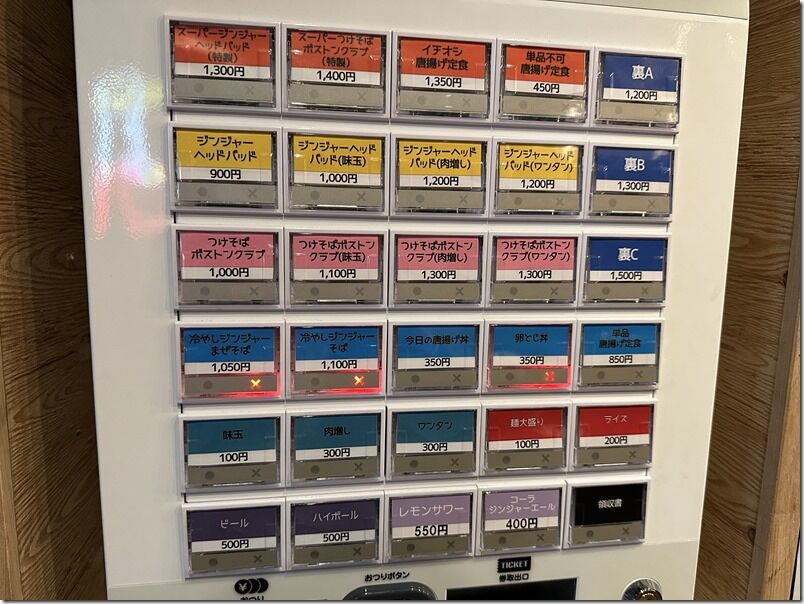 スーパージンジャー
ヘッドバッド
(特製)
1,300円
スーパーつけそば
ボストンクラブ
(特製)
1,400円
イチオシ
唐揚げ定食
1,350円
単品不可
唐揚げ定食
450円
裏A
1,200円
ジンジャー
ヘッドバッド
900円
ジンジャーヘッド
バッド(味玉)
1,000円
ジンジャーヘッド
バッド(肉増し)
1,200円
ジンジャーヘッド
バッド(ワンタン)
1,200円
裏B
1,300円
つけそば
ボストンクラブ
1,000円
つけそばボストン
クラブ(味玉)
1,100円
つけそばボストン
クラブ(肉増し)
1,300円
つけそばボストン
クラブ(ワンタン)
1,300円
裏C
1,500円
冷やしジンジャー
まぜそば
1,050円
冷やしジンジャー
そば
1,100円
今日の唐揚げ丼
350円
卵とじ丼
350円
単品
唐揚げ定食
850円
味玉
100円
肉増し
300円
ワンタン
300円
麺大盛り
100円
ライス
200円
ビール
500円
ハイボール
500円
レモンサワー
550円
コーラ
ジンジャーエール
400円
領収書
おつり
おつりボタン
TICKET
券取出口